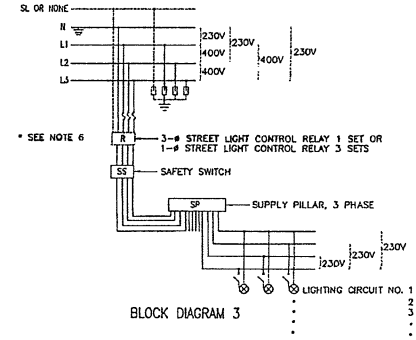 SL OR NONE
N
L1
L2
L3
230V
400V
400V
230V
400V
230V
* SEE NOTE 6
R
3-ø STREET LIGHT CONTROL RELAY 1 SET OR
1-ø STREET LIGHT CONTROL RELAY 3 SETS
SS
SAFETY SWITCH
SP
SUPPLY PILLAR, 3 PHASE
230V
230V
230V
LIGHTING CIRCUIT NO. 1
2
3
BLOCK DIAGRAM 3